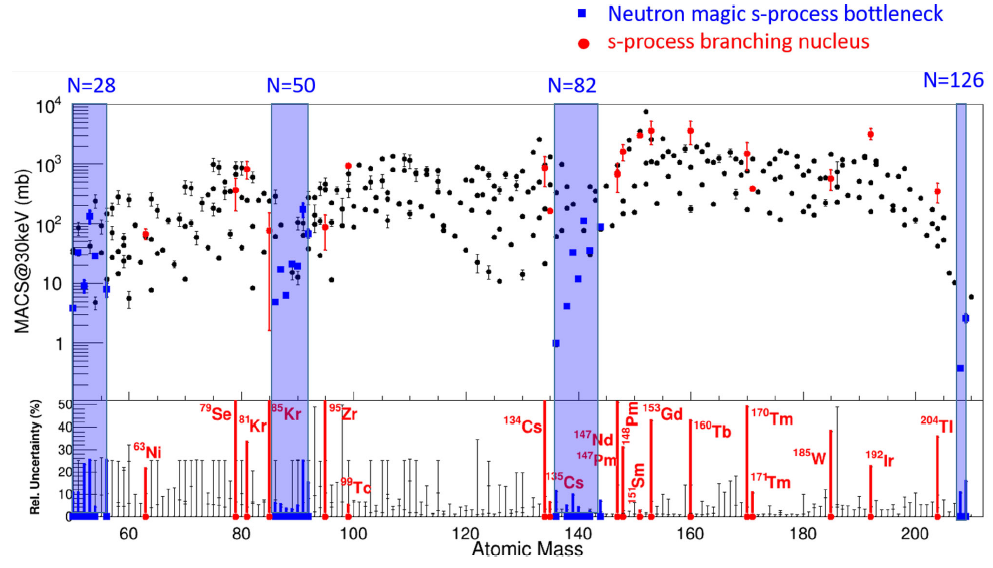 Neutron magic s-process bottleneck
s-process branching nucleus
N=28
N=50
N=82
N=126
MACS@30keV (mb)
10⁴
10³
10²
10
1
Rel. Uncertainty (%)
50
40
30
20
10
0
⁶³Ni
⁷⁹Se
⁸¹Kr
⁸⁵Kr
⁹⁵Zr
⁹⁹Tc
¹³⁴Cs
¹³⁵Cs
¹⁴⁷Nd
¹⁴⁷Pm
¹⁴⁸Pm
¹⁵¹Sm
¹⁵³Gd
¹⁶⁰Tb
¹⁷⁰Tm
¹⁷¹Tm
¹⁸⁵W
¹⁹²Ir
²⁰⁴Tl
60
80
100
120
140
160
180
200
Atomic Mass